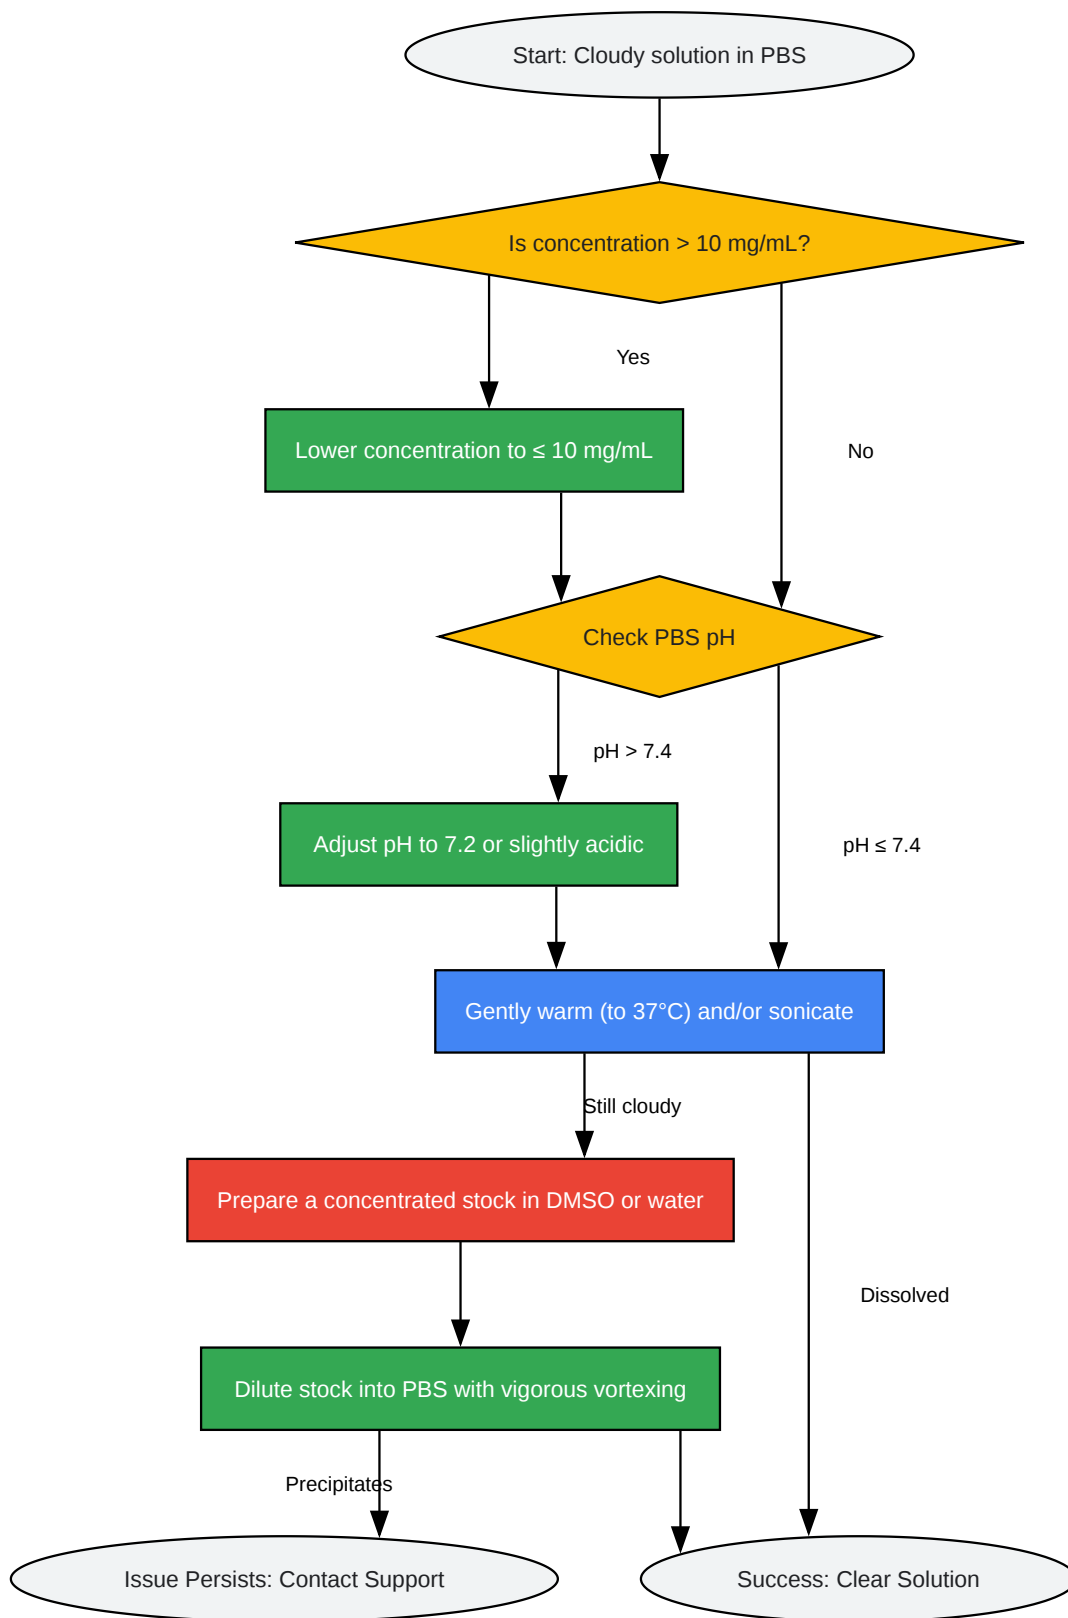 Start: Cloudy solution in PBS
Is concentration > 10 mg/mL?
Yes
Lower concentration to ≤ 10 mg/mL
No
Check PBS pH
pH > 7.4
Adjust pH to 7.2 or slightly acidic
pH ≤ 7.4
Gently warm (to 37°C) and/or sonicate
Still cloudy
Prepare a concentrated stock in DMSO or water
Dissolved
Dilute stock into PBS with vigorous vortexing
Precipitates
Issue Persists: Contact Support
Success: Clear Solution